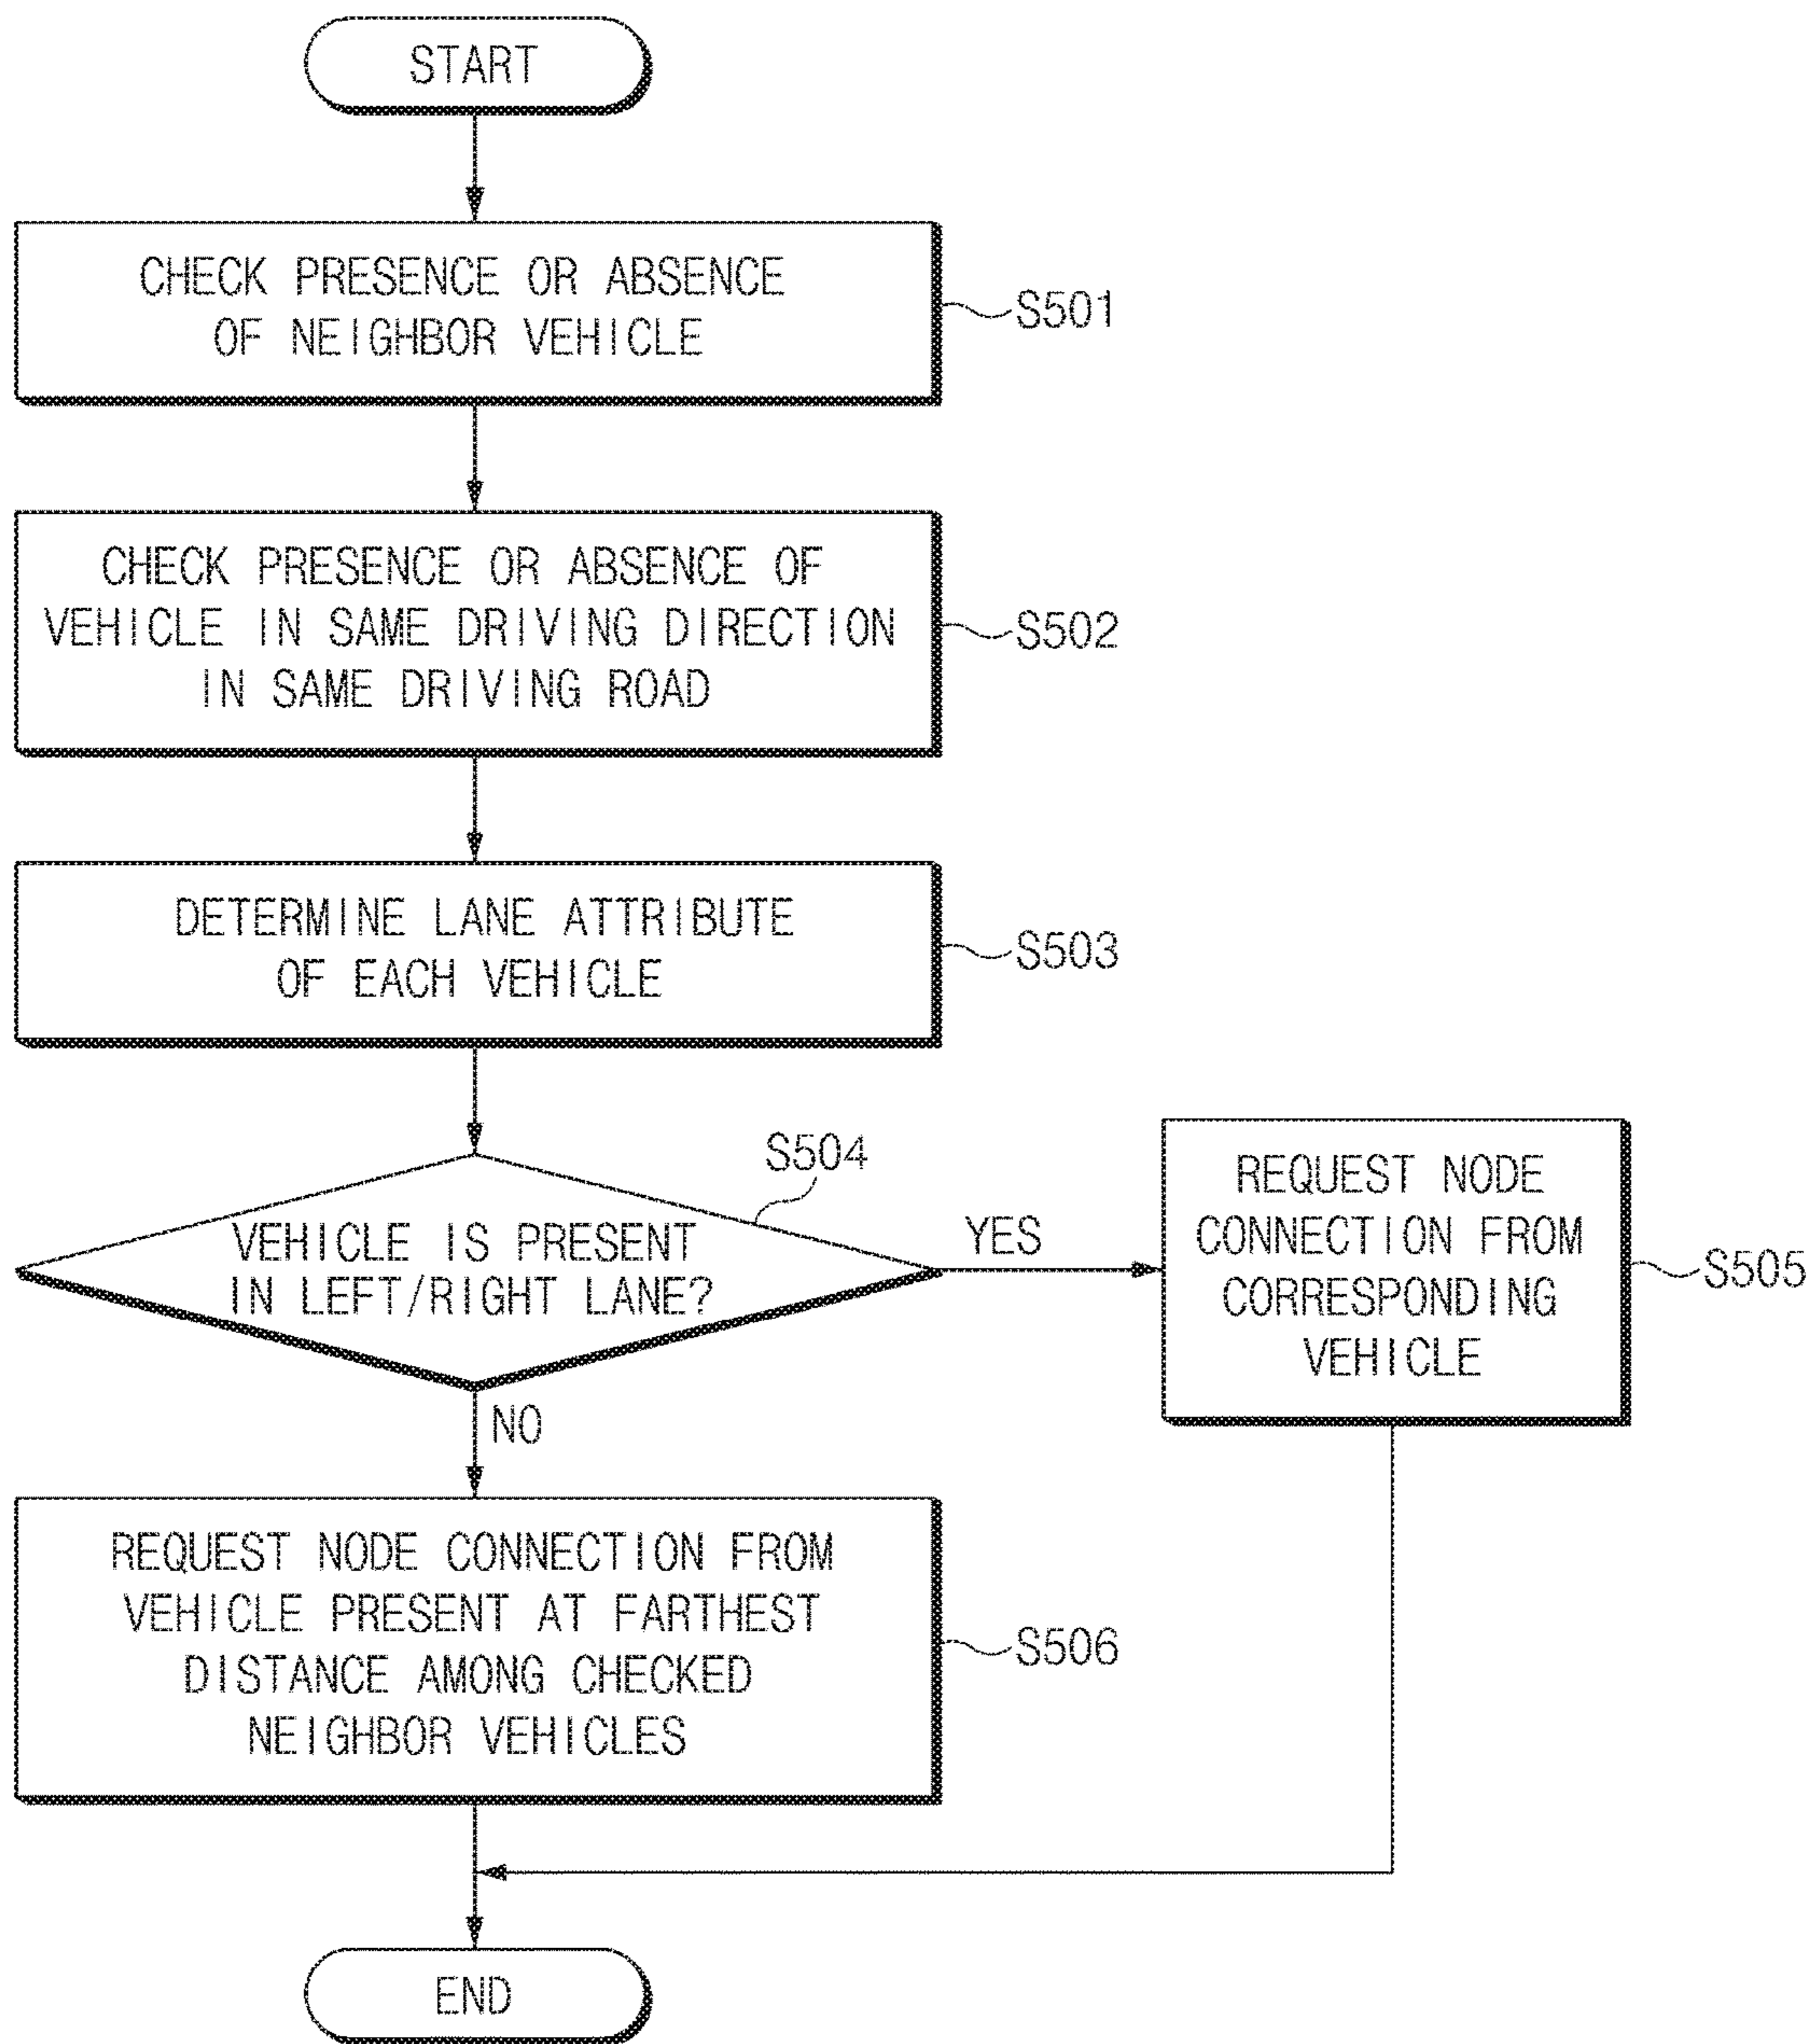 START
CHECK PRESENCE OR ABSENCE
OF NEIGHBOR VEHICLE
S501
CHECK PRESENCE OR ABSENCE OF
VEHICLE IN SAME DRIVING DIRECTION
IN SAME DRIVING ROAD
S502
DETERMINE LANE ATTRIBUTE
OF EACH VEHICLE
S503
S504
VEHICLE IS PRESENT
IN LEFT/RIGHT LANE?
YES
REQUEST NODE
CONNECTION FROM
CORRESPONDING
VEHICLE
S505
NO
REQUEST NODE CONNECTION FROM
VEHICLE PRESENT AT FARTHEST
DISTANCE AMONG CHECKED
NEIGHBOR VEHICLES
S506
END